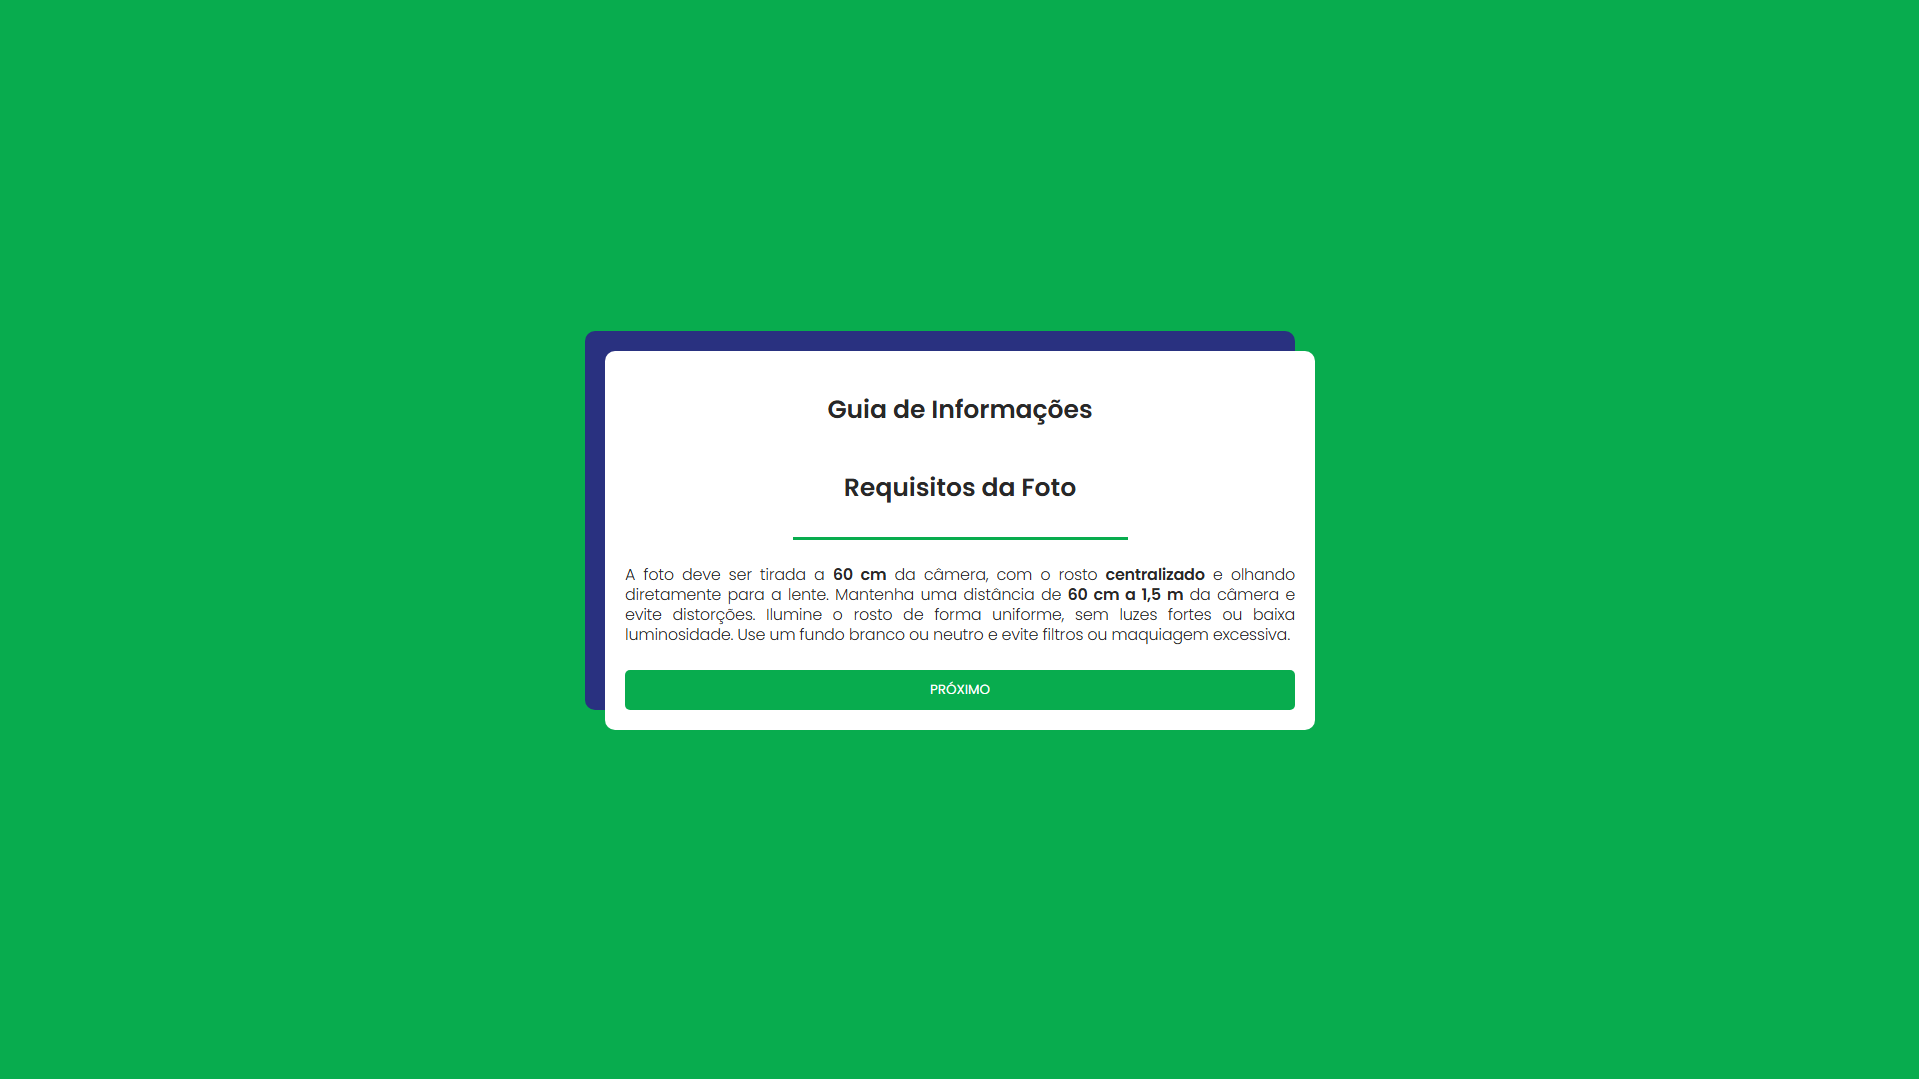 Guia de Informações
Requisitos da Foto
A foto deve ser tirada a 60 cm da câmera, com o rosto centralizado e olhando
diretamente para a lente. Mantenha uma distância de 60 cm a 1,5 m da câmera e
evite distorções. Ilumine o rosto de forma uniforme, sem luzes fortes ou baixa
luminosidade. Use um fundo branco ou neutro e evite filtros ou maquiagem excessiva.
PRÓXIMO